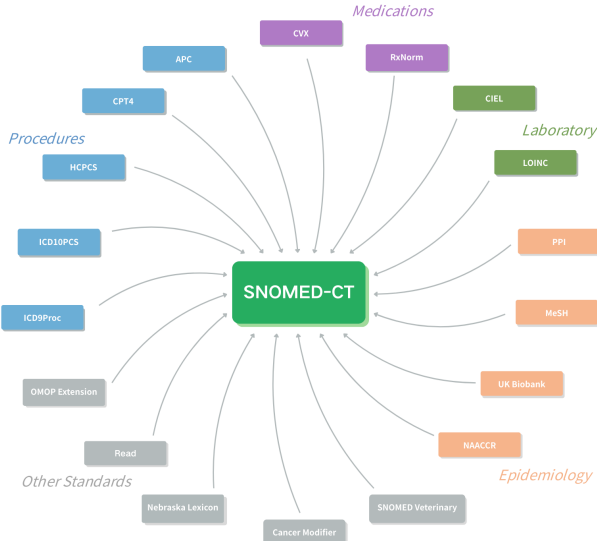 Medications
CVX
APC
RxNorm
CPT4
CIEL
Procedures
Laboratory
HCPCS
LOINC
ICD10PCS
PPI
SNOMED-CT
ICD9Proc
MeSH
OMOP Extension
UK Biobank
Read
NAACCR
Other Standards
Epidemiology
Nebraska Lexicon
SNOMED Veterinary
Cancer Modifier